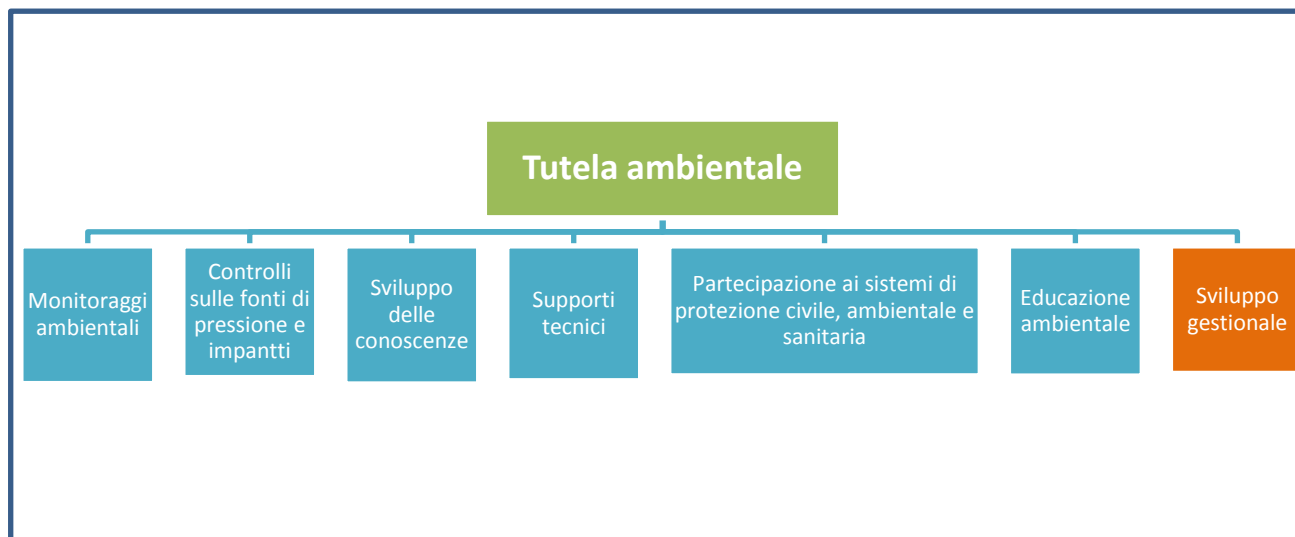 Tutela ambientale
Monitoraggi
ambientali
Controlli
sulle fonti di
pressione e
impantti
Sviluppo
delle
conoscenze
Supporti
tecnici
Partecipazione ai sistemi di
protezione civile, ambientale e
sanitaria
Educazione
ambientale
Sviluppo
gestionale